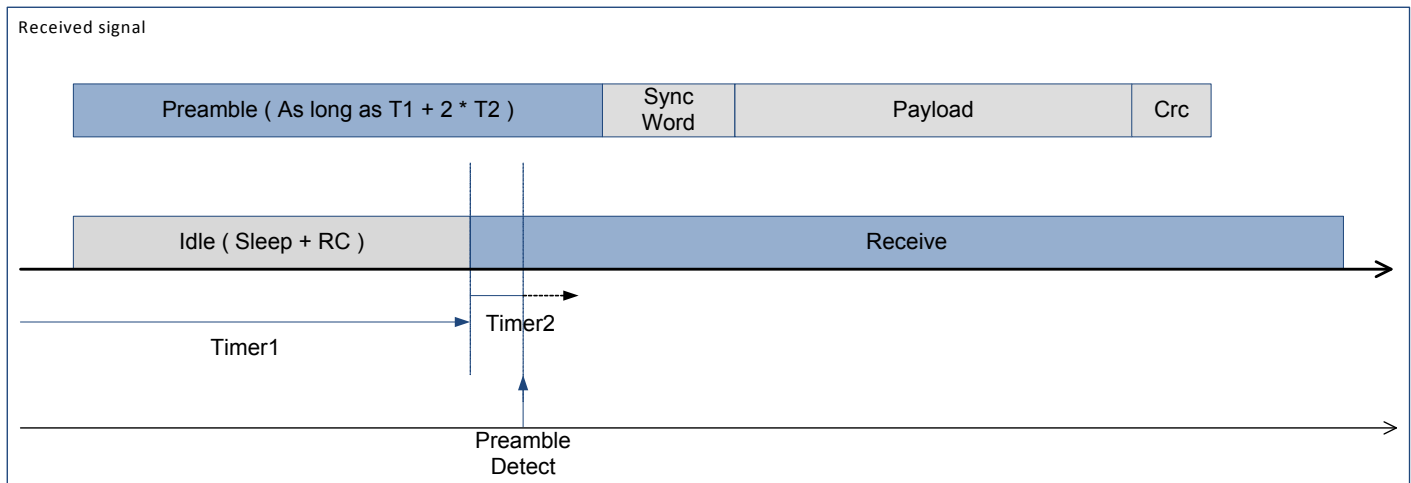 Received signal
Preamble ( As long as T1 + 2 * T2 )
Sync
Word
Payload
Crc
Idle ( Sleep + RC )
Receive
Timer2
Timer1
Preamble
Detect